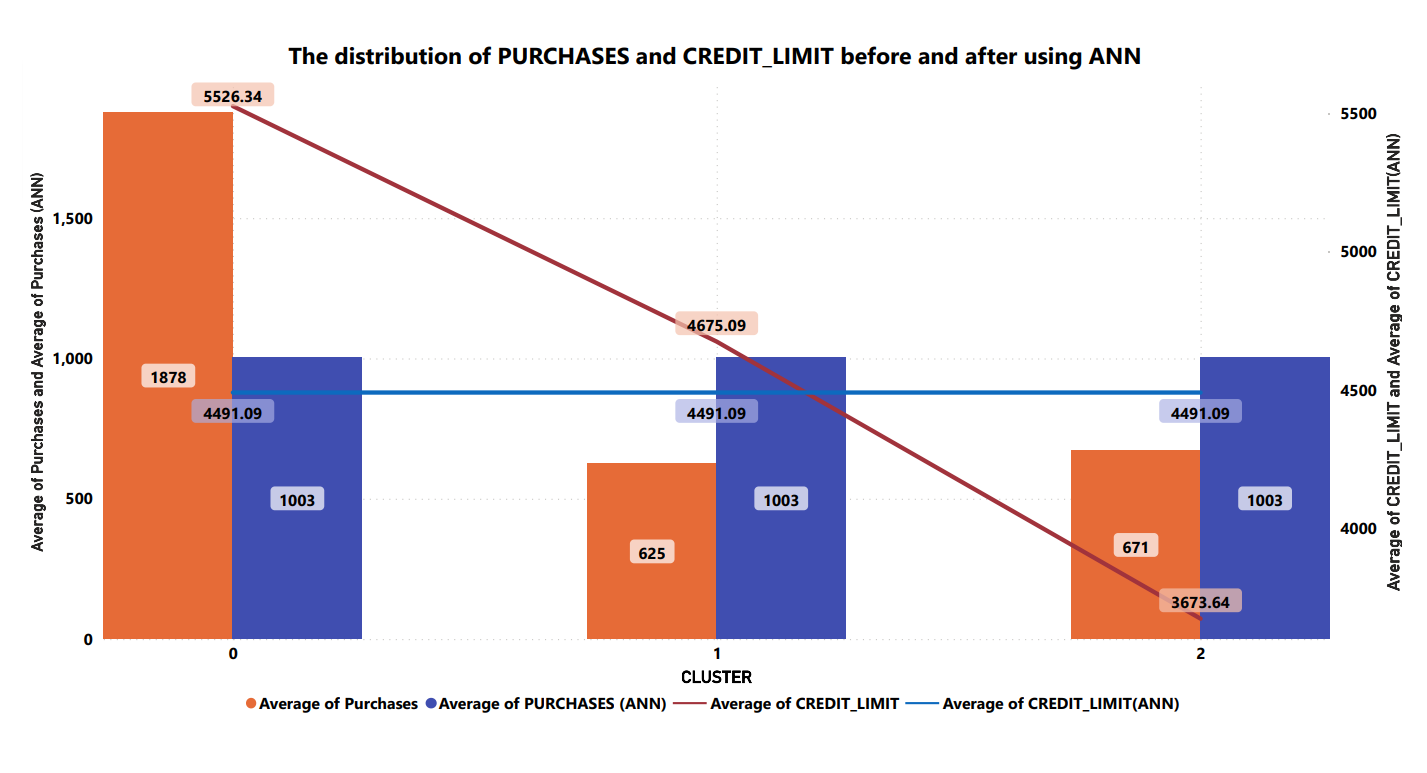 The distribution of PURCHASES and CREDIT_LIMIT before and after using ANN
Average of Purchases and Average of Purchases (ANN)
1,500
1,000
500
0
5526.34
4675.09
3673.64
1878
4491.09
4491.09
4491.09
1003
1003
1003
625
671
5500
5000
4500
4000
Average of CREDIT_LIMIT and Average of CREDIT_LIMIT(ANN)
0
1
2
CLUSTER
Average of Purchases
Average of PURCHASES (ANN)
Average of CREDIT_LIMIT
Average of CREDIT_LIMIT(ANN)